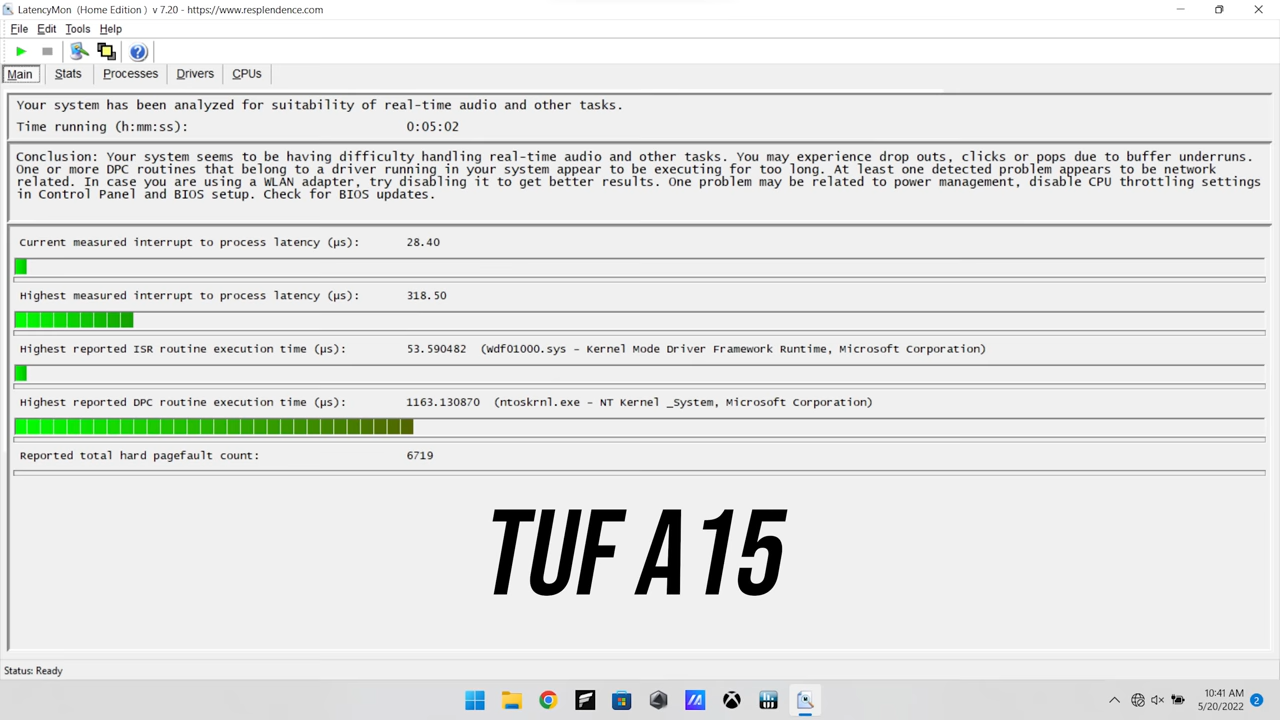 LatencyMon (Home Edition) v 7.20 - https://www.resplendence.com
File Edit Tools Help
Main Stats Processes Drivers CPUs
Your system has been analyzed for suitability of real-time audio and other tasks.
Time running (h:mm:ss): 0:05:02
Conclusion: Your system seems to be having difficulty handling real-time audio and other tasks. You may experience drop outs, clicks or pops due to buffer underruns.
One or more DPC routines that belong to a driver running in your system appear to be executing for too long. At least one detected problem appears to be network
related. In case you are using a WLAN adapter, try disabling it to get better results. One problem may be related to power management, disable CPU throttling settings
in Control Panel and BIOS setup. Check for BIOS updates.
Current measured interrupt to process latency (µs): 28.40
Highest measured interrupt to process latency (µs): 318.50
Highest reported ISR routine execution time (µs): 53.590482 (Wdf01000.sys - Kernel Mode Driver Framework Runtime, Microsoft Corporation)
Highest reported DPC routine execution time (µs): 1163.130870 (ntoskrnl.exe - NT Kernel _System, Microsoft Corporation)
Reported total hard pagefault count: 6719
TUF A15
Status: Ready
10:41 AM
5/20/2022 2